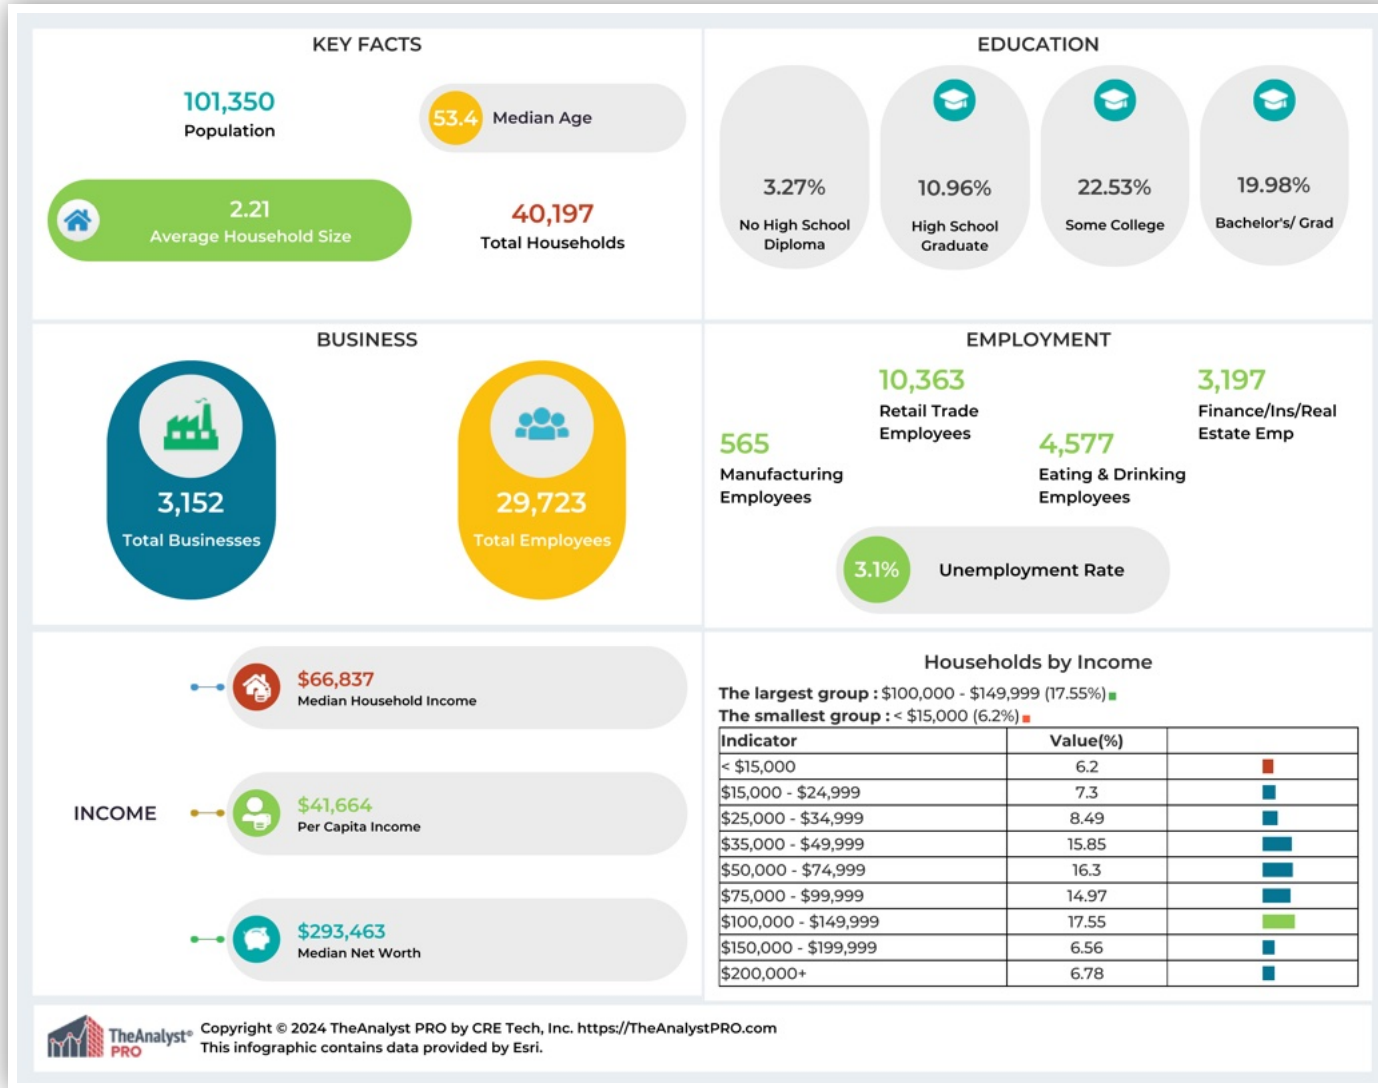 KEY FACTS
101,350
Population
53.4 Median Age
2.21
Average Household Size
40,197
Total Households
EDUCATION
3.27%
No High School
Diploma
10.96%
High School
Graduate
22.53%
Some College
19.98%
Bachelor's/ Grad
BUSINESS
3,152
Total Businesses
29,723
Total Employees
EMPLOYMENT
565
Manufacturing
Employees
10,363
Retail Trade
Employees
4,577
Eating & Drinking
Employees
3,197
Finance/Ins/Real
Estate Emp
3.1% Unemployment Rate
INCOME
$66,837
Median Household Income
$41,664
Per Capita Income
$293,463
Median Net Worth
Households by Income
The largest group : $100,000 - $149,999 (17.55%)
The smallest group : < $15,000 (6.2%)
Indicator Value(%)
< $15,000 6.2
$15,000 - $24,999 7.3
$25,000 - $34,999 8.49
$35,000 - $49,999 15.85
$50,000 - $74,999 16.3
$75,000 - $99,999 14.97
$100,000 - $149,999 17.55
$150,000 - $199,999 6.56
$200,000+ 6.78
TheAnalyst®
PRO
Copyright © 2024 TheAnalyst PRO by CRE Tech, Inc. https://TheAnalystPRO.com
This infographic contains data provided by Esri.